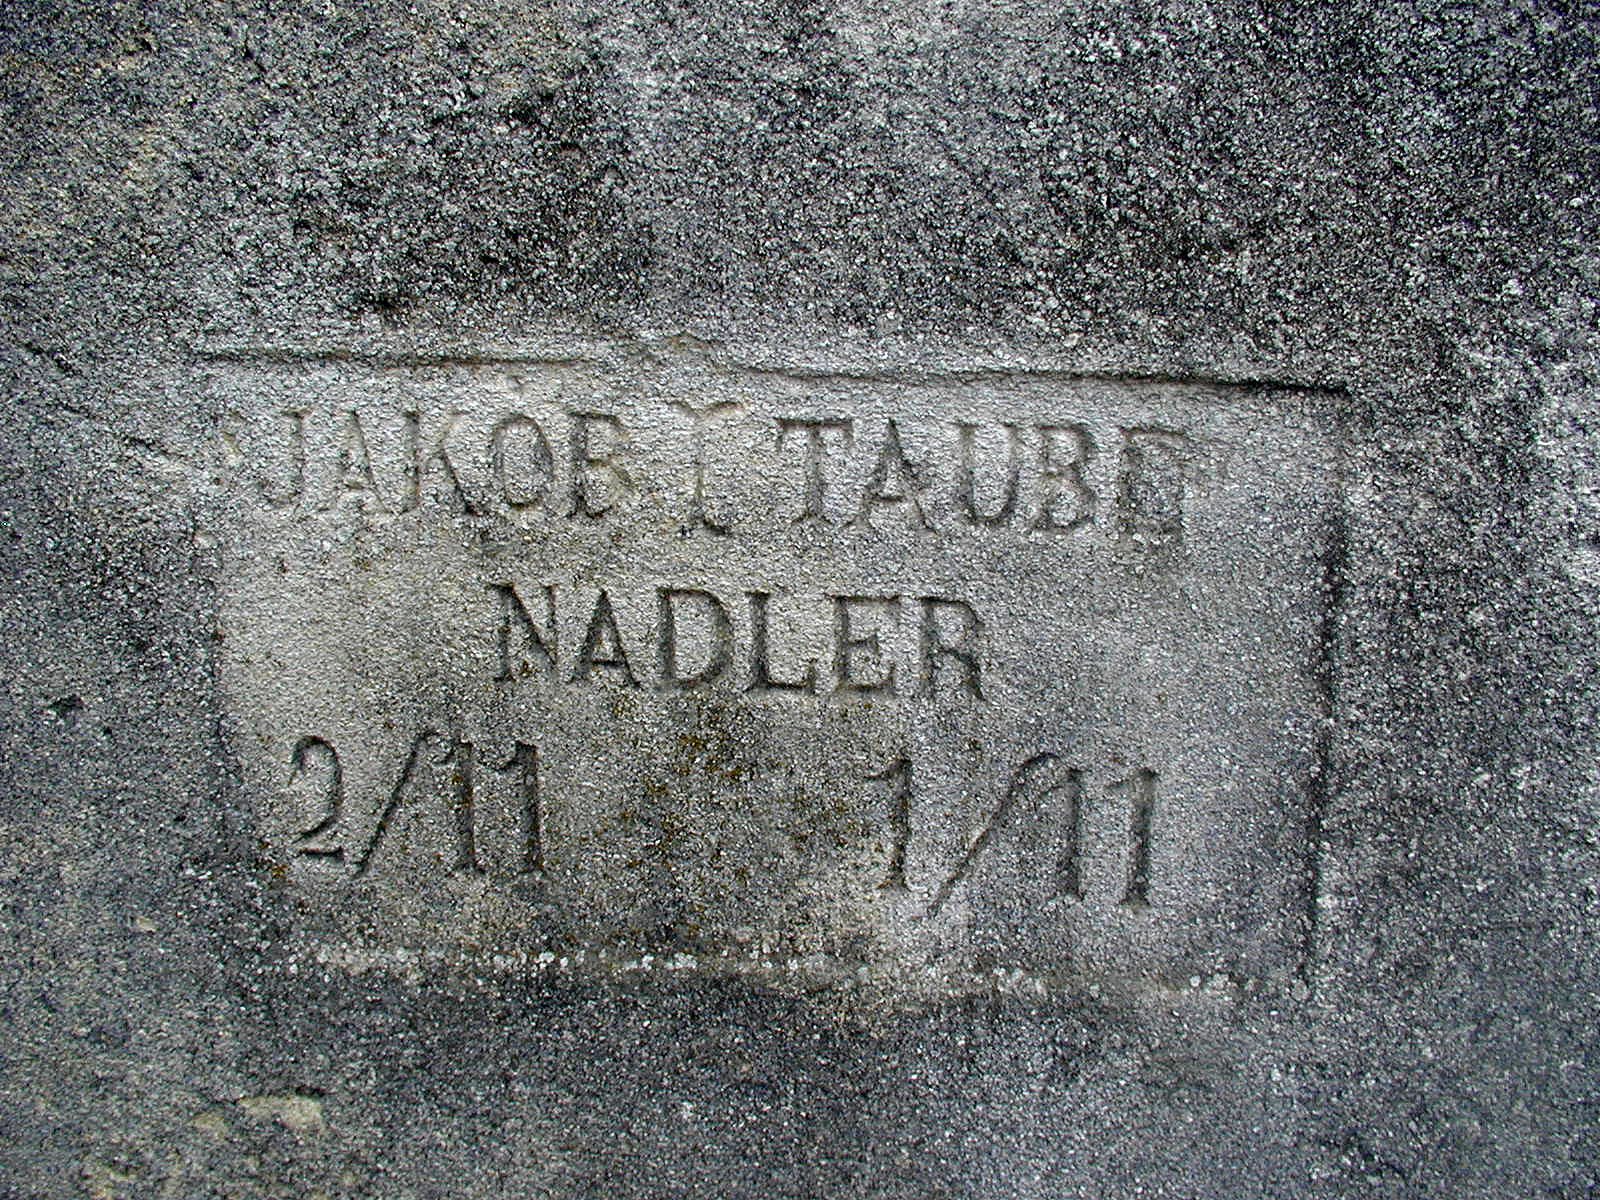 JAKOB I TAUBE
NADLER
2/11 1/11